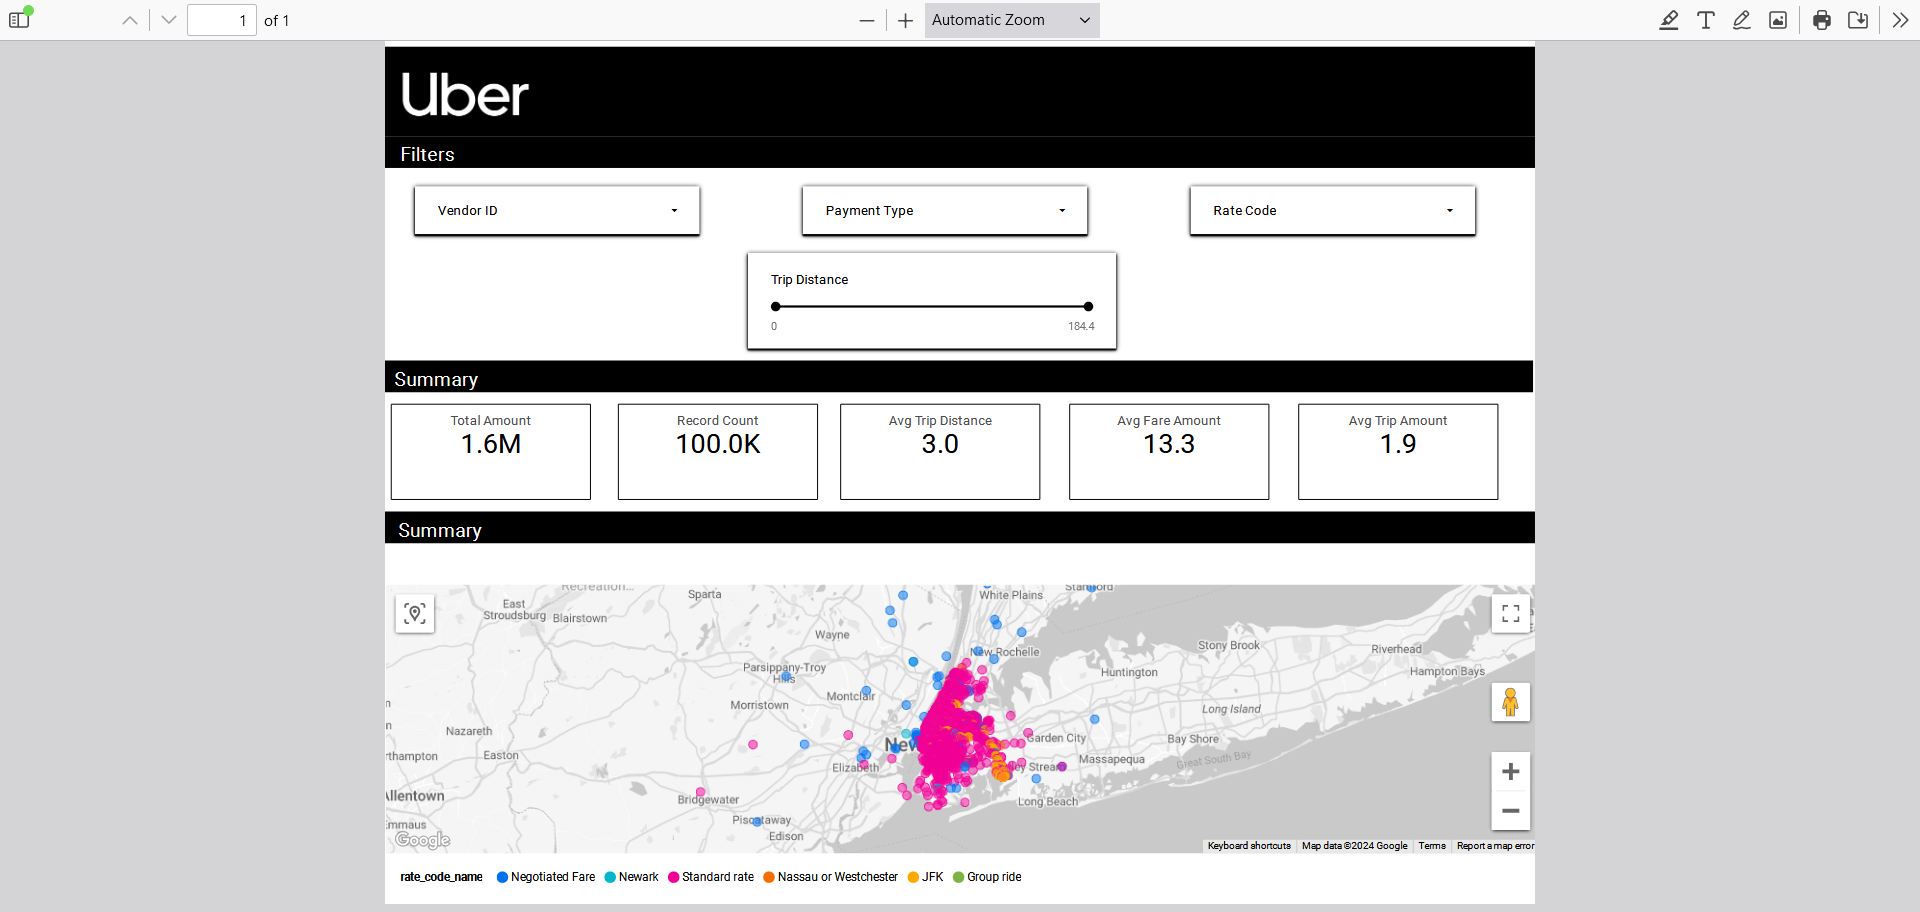 1 of 1
Automatic Zoom
Uber
Filters
Vendor ID
Payment Type
Rate Code
Trip Distance
0
184.4
Summary
Total Amount
1.6M
Record Count
100.0K
Avg Trip Distance
3.0
Avg Fare Amount
13.3
Avg Trip Amount
1.9
Summary
Recreation...
Sparta
White Plains
Stamford
East
Stroudsburg
Blairstown
Wayne
New Rochelle
Stony Brook
Riverhead
Parsippany-Troy
Hills
Huntington
Hampton Bays
Montclair
Morristown
Long Island
Nazareth
New
Garden City
Bay Shore
rthampton
Easton
Elizabeth
ley Stream
Massapequa
Great South Bay
Allentown
Bridgewater
Long Beach
Emmaus
Piscataway
Edison
Google
Keyboard shortcuts
Map data ©2024 Google
Terms
Report a map error
rate_code_name
Negotiated Fare
Newark
Standard rate
Nassau or Westchester
JFK
Group ride